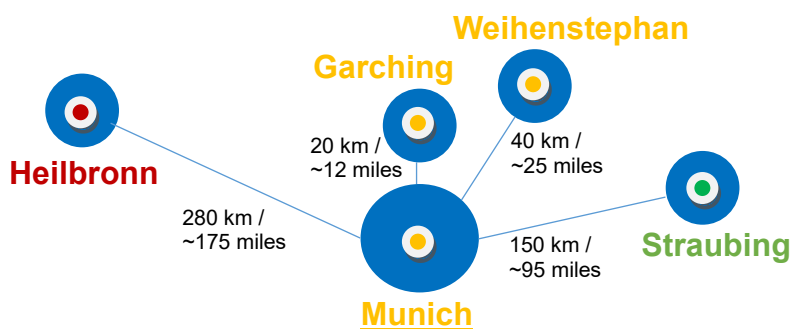 Weihenstephan
Garching
20 km /
~12 miles
40 km /
~25 miles
Heilbronn
280 km /
~175 miles
150 km /
~95 miles
Straubing
Munich